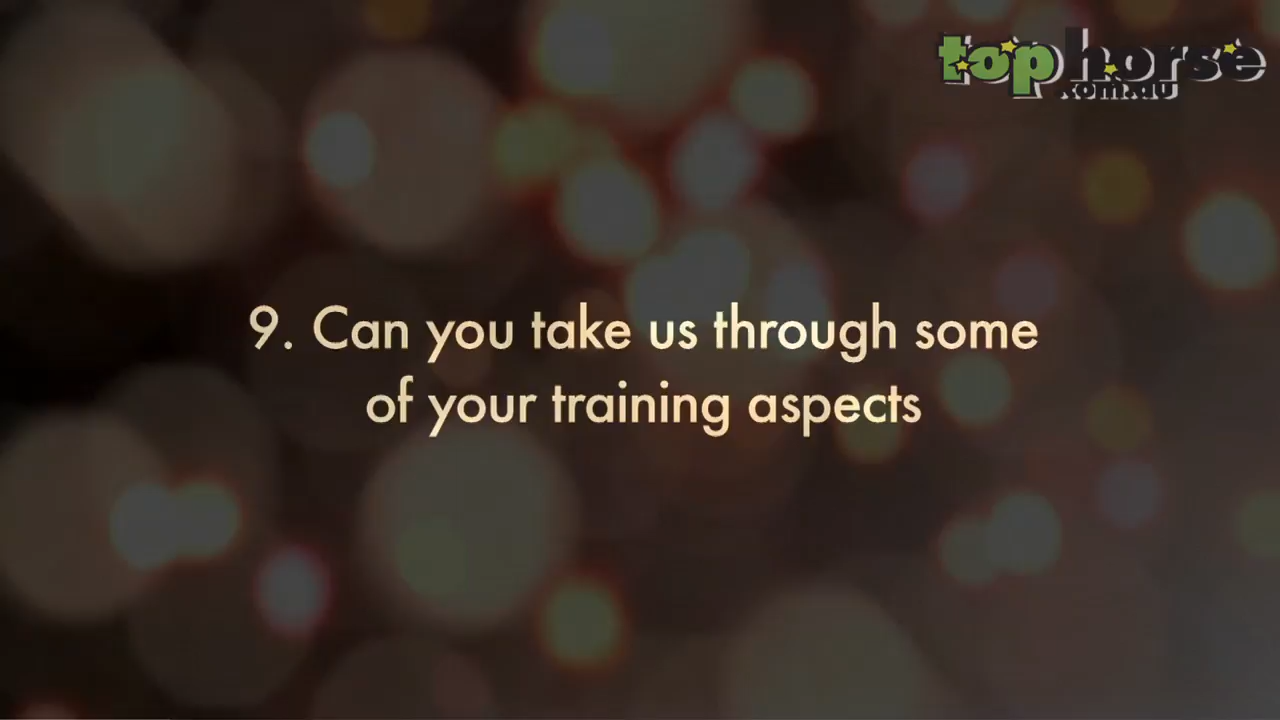 tophorse
.com.au
9. Can you take us through some
of your training aspects